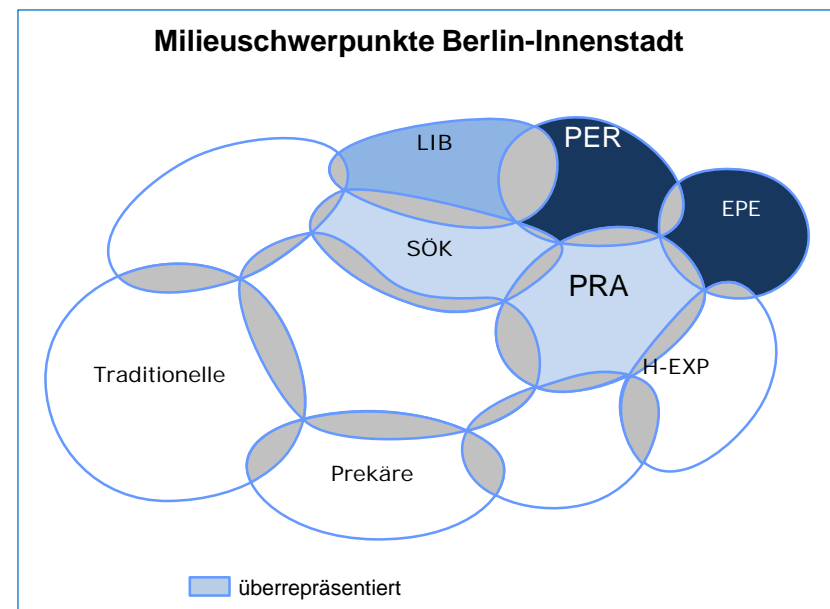 Milieuschwerpunkte Berlin-Innenstadt
LIB
PER
EPE
SÖK
PRA
H-EXP
Traditionelle
Prekäre
überrepräsentiert